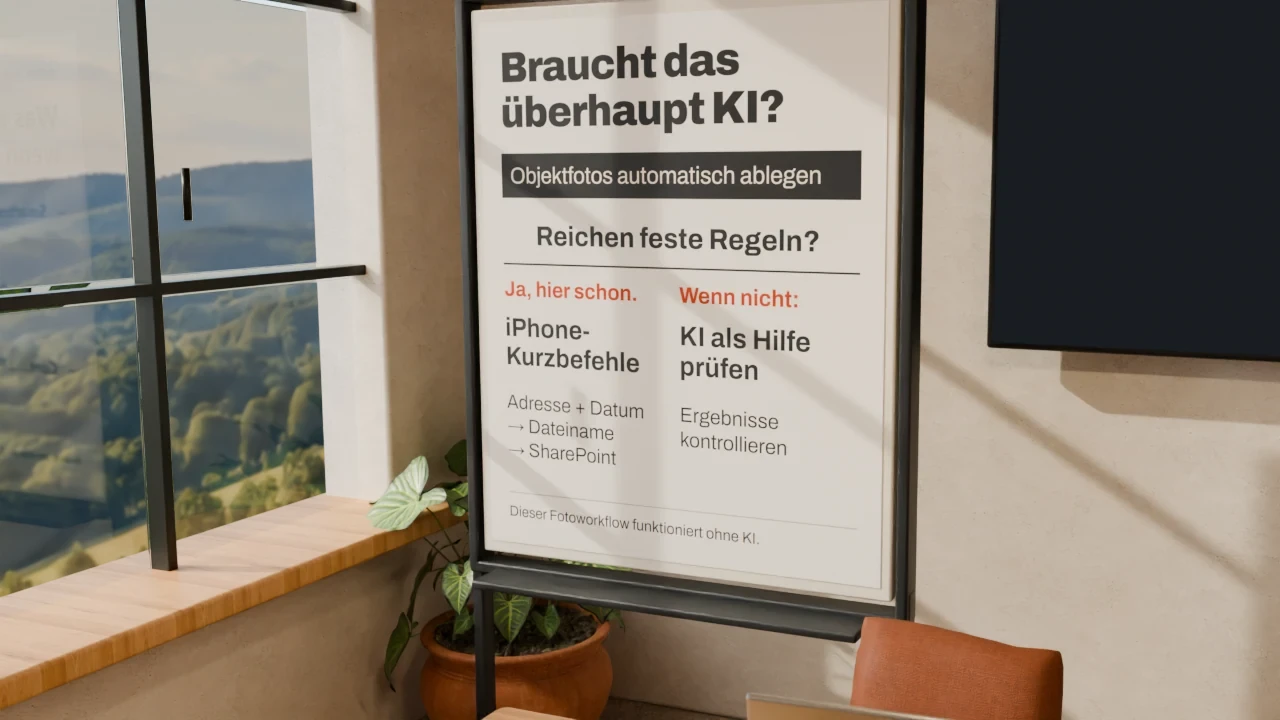 Braucht das
überhaupt KI?
Objektfotos automatisch ablegen
Reichen feste Regeln?
Ja, hier schon.
iPhone-
Kurzbefehle
Adresse + Datum
→ Dateiname
→ SharePoint
Wenn nicht:
KI als Hilfe
prüfen
Ergebnisse
kontrollieren
Dieser Fotoworkflow funktioniert ohne KI.